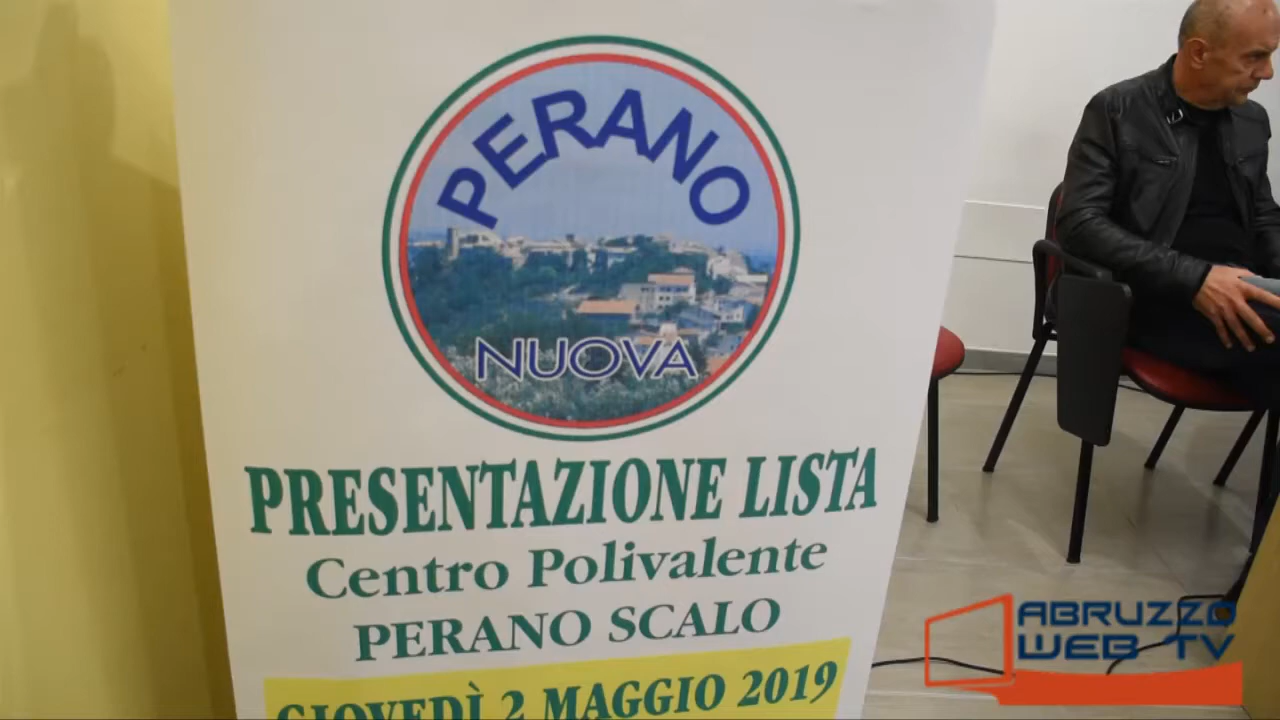 PERANO
NUOVA
PRESENTAZIONE LISTA
Centro Polivalente
PERANO SCALO
GIOVEDÌ 2 MAGGIO 2019
ABRUZZO
WEB TV